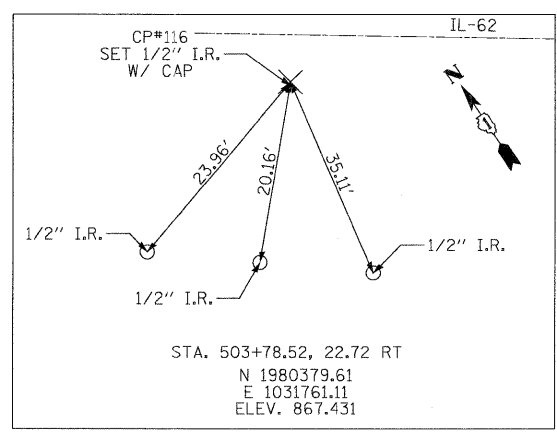 IL-62
CP#116
SET 1/2" I.R.
W/ CAP
N
23.96'
20.16'
35.11'
1/2" I.R.
1/2" I.R.
1/2" I.R.
STA. 503+78.52, 22.72 RT
N 1980379.61
E 1031761.11
ELEV. 867.431